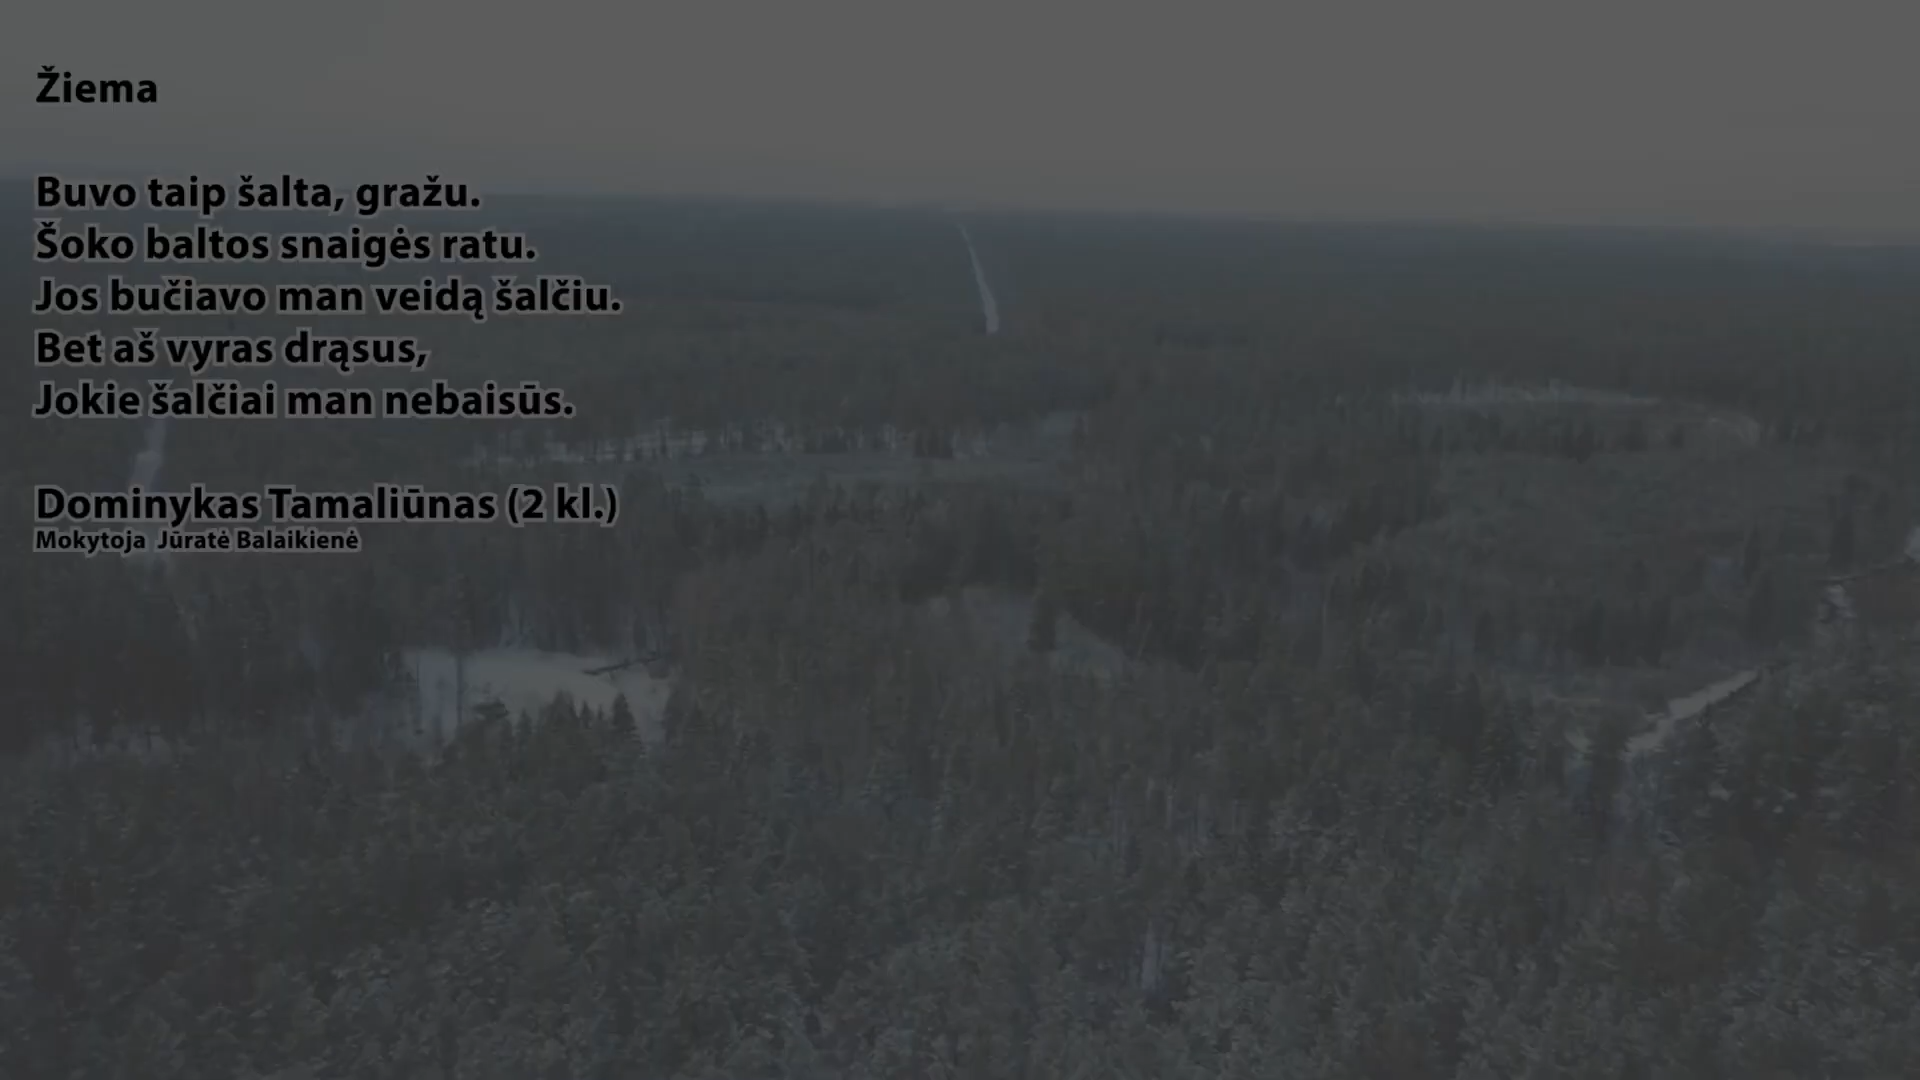 Žiema
Buvo taip šalta, gražu.
Šoko baltos snaigės ratu.
Jos bučiavo man veidą šalčiu.
Bet aš vyras drąsus,
Jokie šalčiai man nebaisūs.
Dominykas Tamaliūnas (2 kl.)
Mokytoja Jūratė Balaikienė